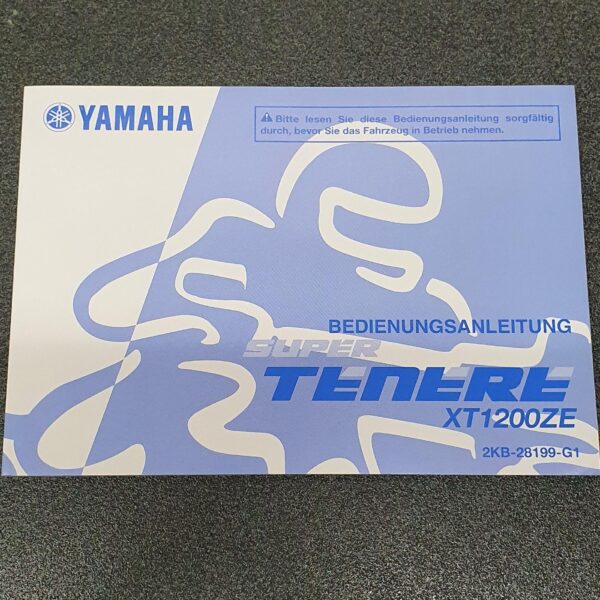 YAMAHA
⚠ Bitte lesen Sie diese Bedienungsanleitung sorgfältig
durch, bevor Sie das Fahrzeug in Betrieb nehmen.
BEDIENUNGSANLEITUNG
SUPER
TÉNÉRÉ
XT1200ZE
2KB-28199-G1